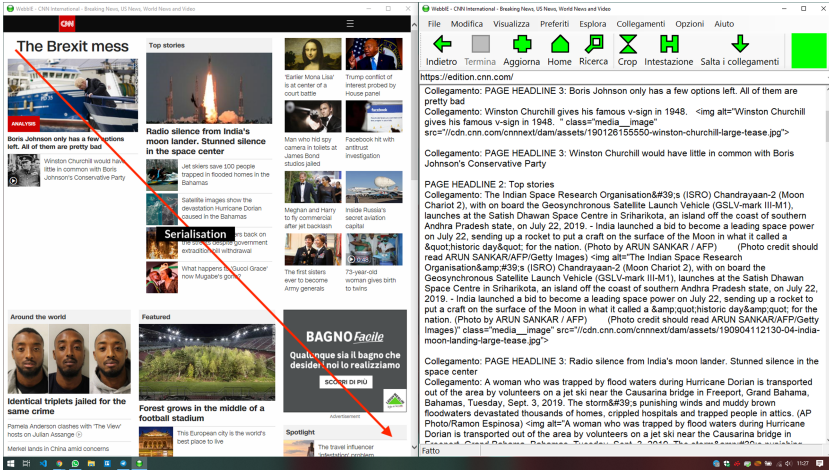 WebbIE - CNN International - Breaking News, US News, World News and Video
CNN
The Brexit mess
ANALYSIS
Boris Johnson only has a few options
left. All of them are pretty bad
Winston Churchill would have
little in common with Boris
Johnson's Conservative Party
Top stories
Radio silence from India's
moon lander. Stunned silence
in the space center
Jet skiers save 100 people
trapped in flooded homes in the
Bahamas
Satellite images show the
devastation Hurricane Dorian
caused in the Bahamas
Serialisation
rs back on
the streets despite government
extradition bill withdrawal
What happens to 'Gucci Grace'
now Mugabe's gone?
'Earlier Mona Lisa'
is at center of a
court battle
Trump conflict of
interest probed by
House panel
Man who hid spy
camera in toilets at
James Bond
studios jailed
Facebook hit with
antitrust
investigation
Meghan and Harry
to fly commercial
after jet backlash
Inside Russia's
secret aviation
capital
0:48
The first sisters
ever to become
Army generals
73-year-old
woman gives birth
to twins
Around the world
Identical triplets jailed for the
same crime
Pamela Anderson clashes with 'The View'
hosts on Julian Assange
Merkel lands in China amid concerns
Featured
Forest grows in the middle of a
football stadium
This European city is the world's
best place to live
BAGNO Facile
Qualunque sia il bagno che
desideri noi lo realizziamo
SCOPRI DI PIÙ
Advertisement
Spotlight
The travel influencer
'infestation' problem
WebbIE - CNN International - Breaking News, US News, World News and Video
File Modifica Visualizza Preferiti Esplora Collegamenti Opzioni Aiuto
Indietro Termina Aggiorna Home Ricerca Crop Intestazione Salta i collegamenti
https://edition.cnn.com/
Collegamento: PAGE HEADLINE 3: Boris Johnson only has a few options left. All of them are
pretty bad
Collegamento: Winston Churchill gives his famous v-sign in 1948. <img alt="Winston Churchill
gives his famous v-sign in 1948. " class="media__image"
src="//cdn.cnn.com/cnnnext/dam/assets/190126155550-winston-churchill-large-tease.jpg">
Collegamento: PAGE HEADLINE 3: Winston Churchill would have little in common with Boris
Johnson's Conservative Party
PAGE HEADLINE 2: Top stories
Collegamento: The Indian Space Research Organisation&#39;s (ISRO) Chandrayaan-2 (Moon
Chariot 2), with on board the Geosynchronous Satellite Launch Vehicle (GSLV-mark III-M1),
launches at the Satish Dhawan Space Centre in Sriharikota, an island off the coast of southern
Andhra Pradesh state, on July 22, 2019. - India launched a bid to become a leading space power
on July 22, sending up a rocket to put a craft on the surface of the Moon in what it called a
&quot;historic day&quot; for the nation. (Photo by ARUN SANKAR / AFP) (Photo credit should
read ARUN SANKAR/AFP/Getty Images) <img alt="The Indian Space Research
Organisation&amp;#39;s (ISRO) Chandrayaan-2 (Moon Chariot 2), with on board the
Geosynchronous Satellite Launch Vehicle (GSLV-mark III-M1), launches at the Satish Dhawan
Space Centre in Sriharikota, an island off the coast of southern Andhra Pradesh state, on July 22,
2019. - India launched a bid to become a leading space power on July 22, sending up a rocket to
put a craft on the surface of the Moon in what it called a &amp;quot;historic day&amp;quot; for the
nation. (Photo by ARUN SANKAR / AFP) (Photo credit should read ARUN SANKAR/AFP/Getty
Images)" class="media__image" src="//cdn.cnn.com/cnnnext/dam/assets/190904112130-04-india-
moon-landing-large-tease.jpg">
Collegamento: PAGE HEADLINE 3: Radio silence from India's moon lander. Stunned silence in the
space center
Collegamento: A woman who was trapped by flood waters during Hurricane Dorian is transported
out of the area by volunteers on a jet ski near the Causarina bridge in Freeport, Grand Bahama,
Bahamas, Tuesday, Sept. 3, 2019. The storm&#39;s punishing winds and muddy brown
floodwaters devastated thousands of homes, crippled hospitals and trapped people in attics. (AP
Photo/Ramon Espinosa) <img alt="A woman who was trapped by flood waters during Hurricane
Dorian is transported out of the area by volunteers on a jet ski near the Causarina bridge in
Freeport, Grand Bahama, Bahamas, Tuesday, Sept. 3, 2019. The storm&amp;#39;s punishing
Fatto
11:27